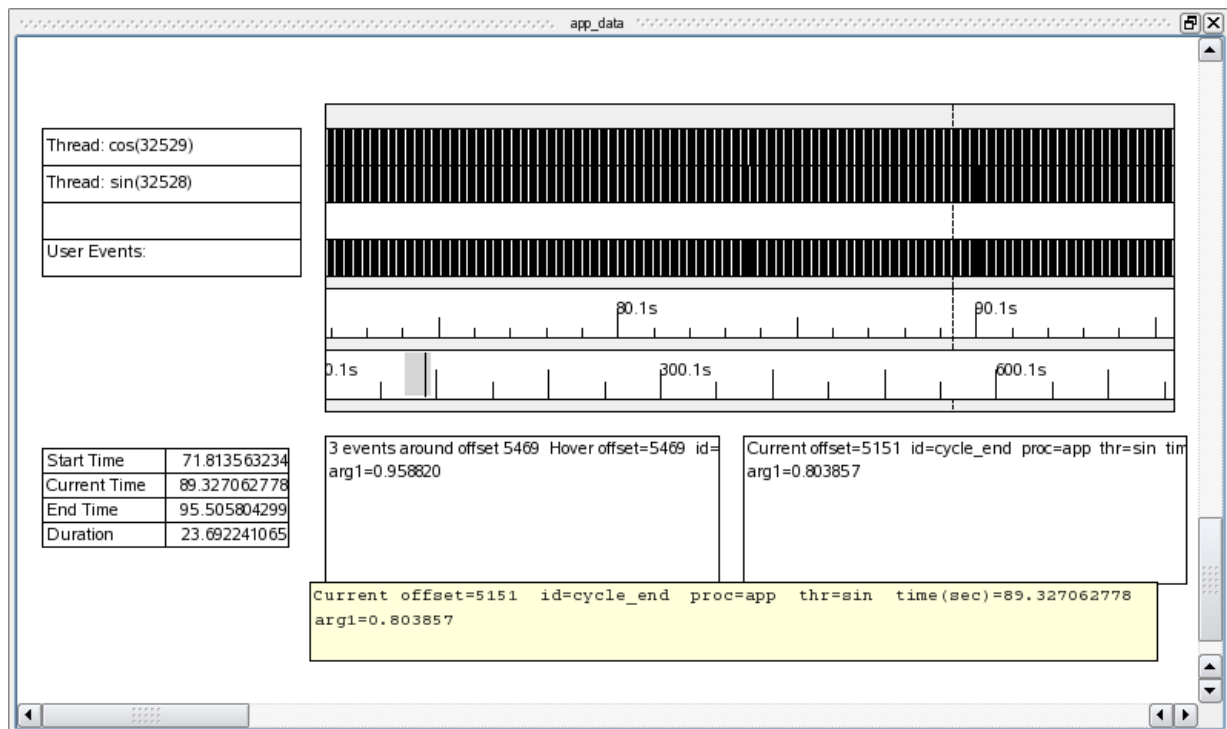 app_data
Thread: cos(32529)
Thread: sin(32528)
User Events:
80.1s 90.1s
0.1s 300.1s 600.1s
Start Time 71.813563234
Current Time 89.327062778
End Time 95.505804299
Duration 23.692241065
3 events around offset 5469 Hover offset=5469 id=
arg1=0.958820
Current offset=5151 id=cycle_end proc=app thr=sin tim
arg1=0.803857
Current offset=5151 id=cycle_end proc=app thr=sin time(sec)=89.327062778
arg1=0.803857